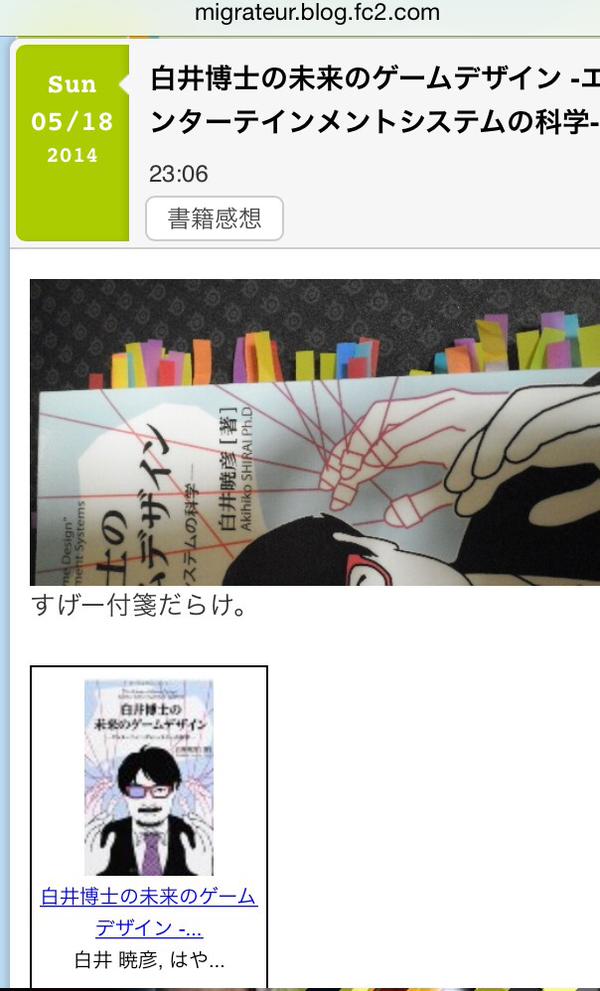 migrateur.blog.fc2.com
Sun
05/18
2014
白井博士の未来のゲームデザイン -エ
ンターテインメントシステムの科学-
23:06
書籍感想
me Design"
ment Systems
士の
ムデザイン
ステムの科学―
白井暁彦 [著]
Akihiko SHIRAI Ph.D
すげー付箋だらけ。
白井博士の
未来のゲームデザイン
白井博士の未来のゲーム
デザイン -...
白井 暁彦, はや...